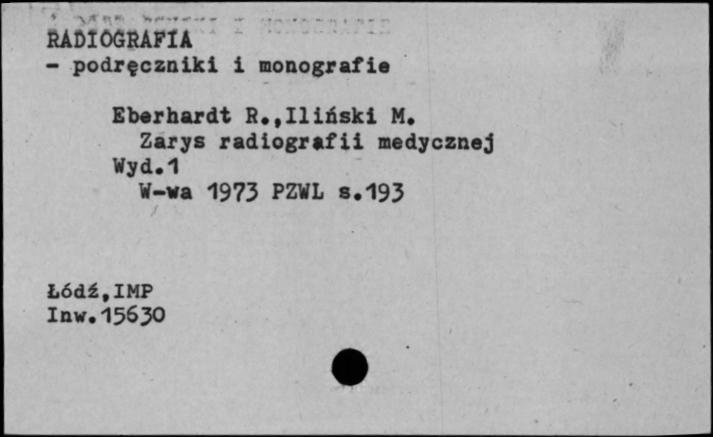 RADIOGRAFIA
- podręczniki i monografie
Eberhardt R.,Iliński M.
Zarys radiografii medycznej
Wyd.1
W-wa 1973 PZWL s.193
Łódź,IMP
Inw.15630